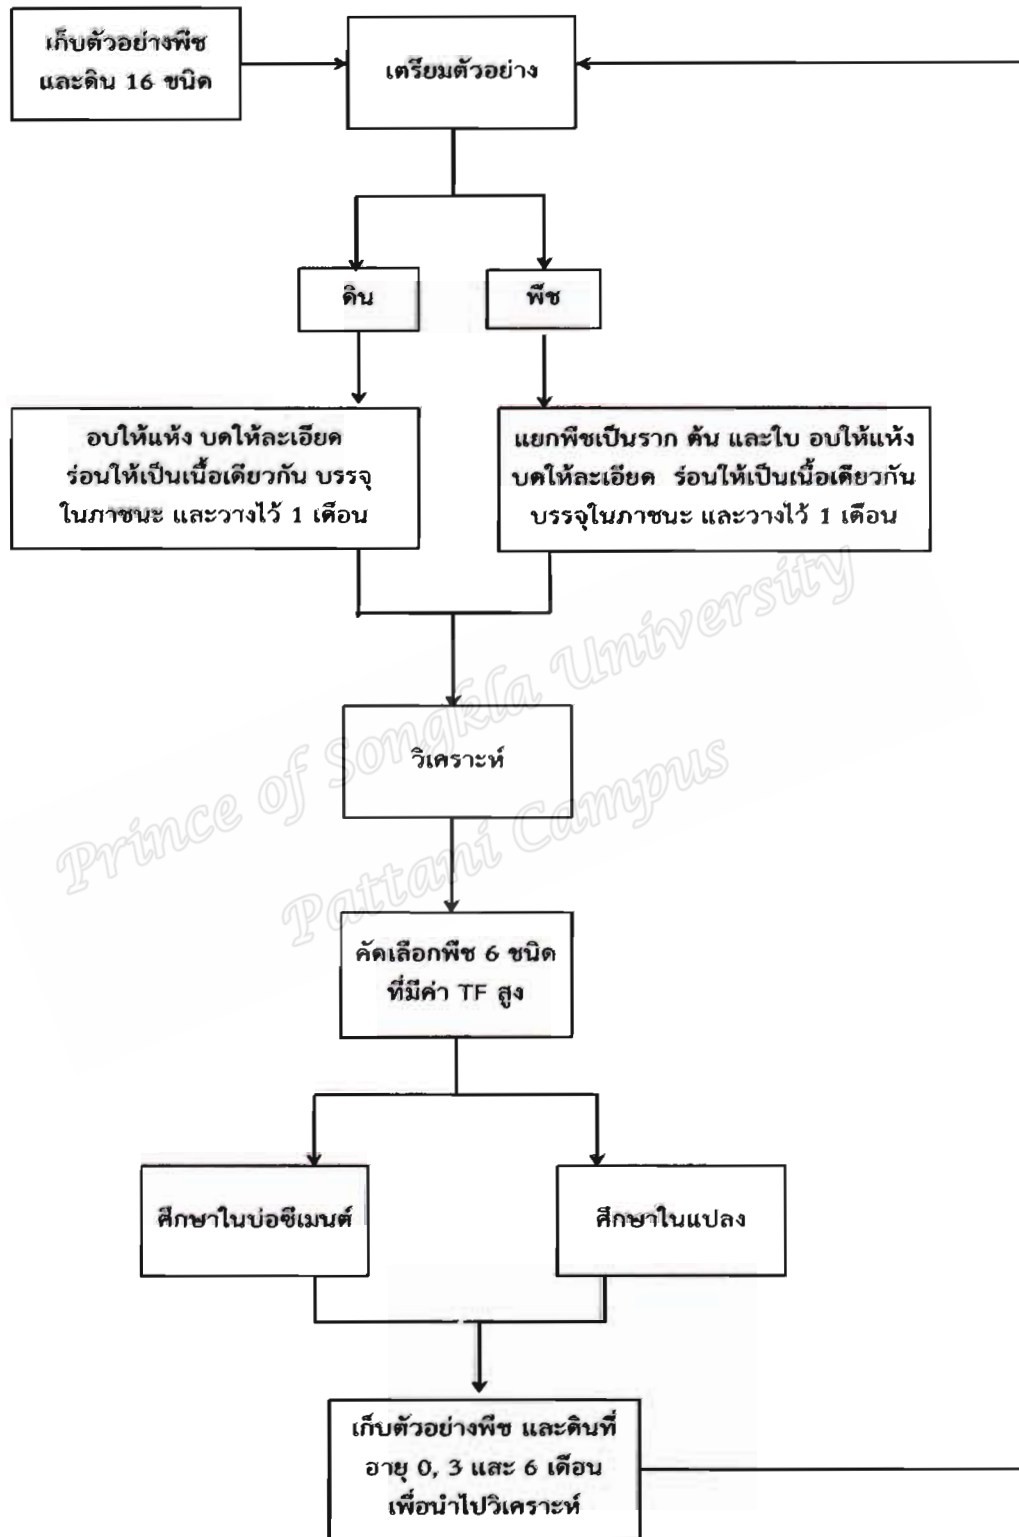 เก็บตัวอย่างพืช
และดิน 16 ชนิด
เตรียมตัวอย่าง
ดิน
พืช
อบให้แห้ง บดให้ละเอียด
ร่อนให้เป็นเนื้อเดียวกัน บรรจุ
ในภาชนะ และวางไว้ 1 เดือน
แยกพืชเป็นราก ต้น และใบ อบให้แห้ง
บดให้ละเอียด ร่อนให้เป็นเนื้อเดียวกัน
บรรจุในภาชนะ และวางไว้ 1 เดือน
Prince of Songkla University
Pattani Campus
วิเคราะห์
คัดเลือกพืช 6 ชนิด
ที่มีค่า TF สูง
ศึกษาในบ่อซีเมนต์
ศึกษาในแปลง
เก็บตัวอย่างพืช และดินที่
อายุ 0, 3 และ 6 เดือน
เพื่อนำไปวิเคราะห์